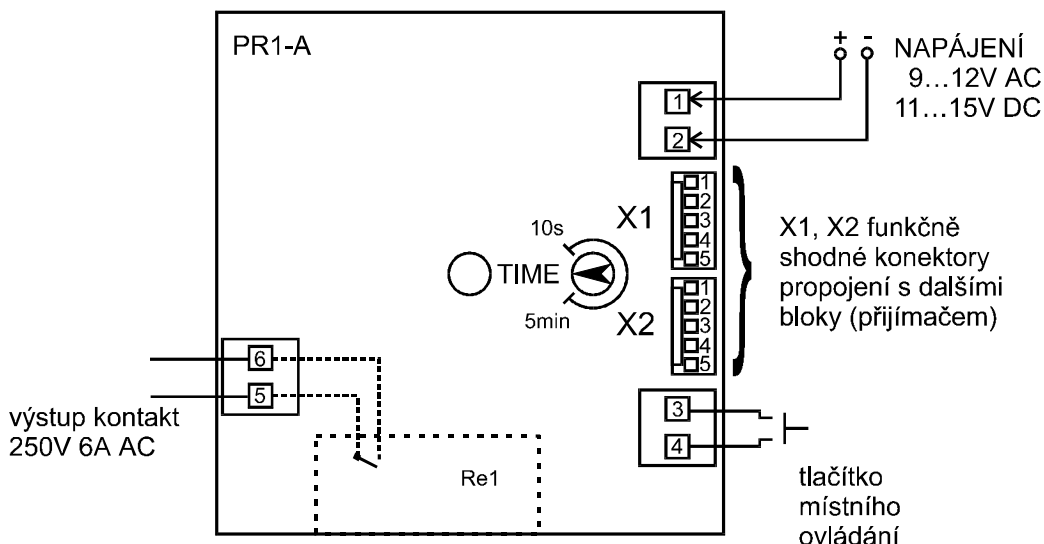 PR1-A
+ -
NAPÁJENÍ
9...12V AC
11...15V DC
1
2
X1
1
2
3
4
5
10s
TIME
5min
X2
1
2
3
4
5
X1, X2 funkčně
shodné konektory
propojení s dalšími
bloky (přijímačem)
6
5
výstup kontakt
250V 6A AC
Re1
3
4
tlačítko
místního
ovládání